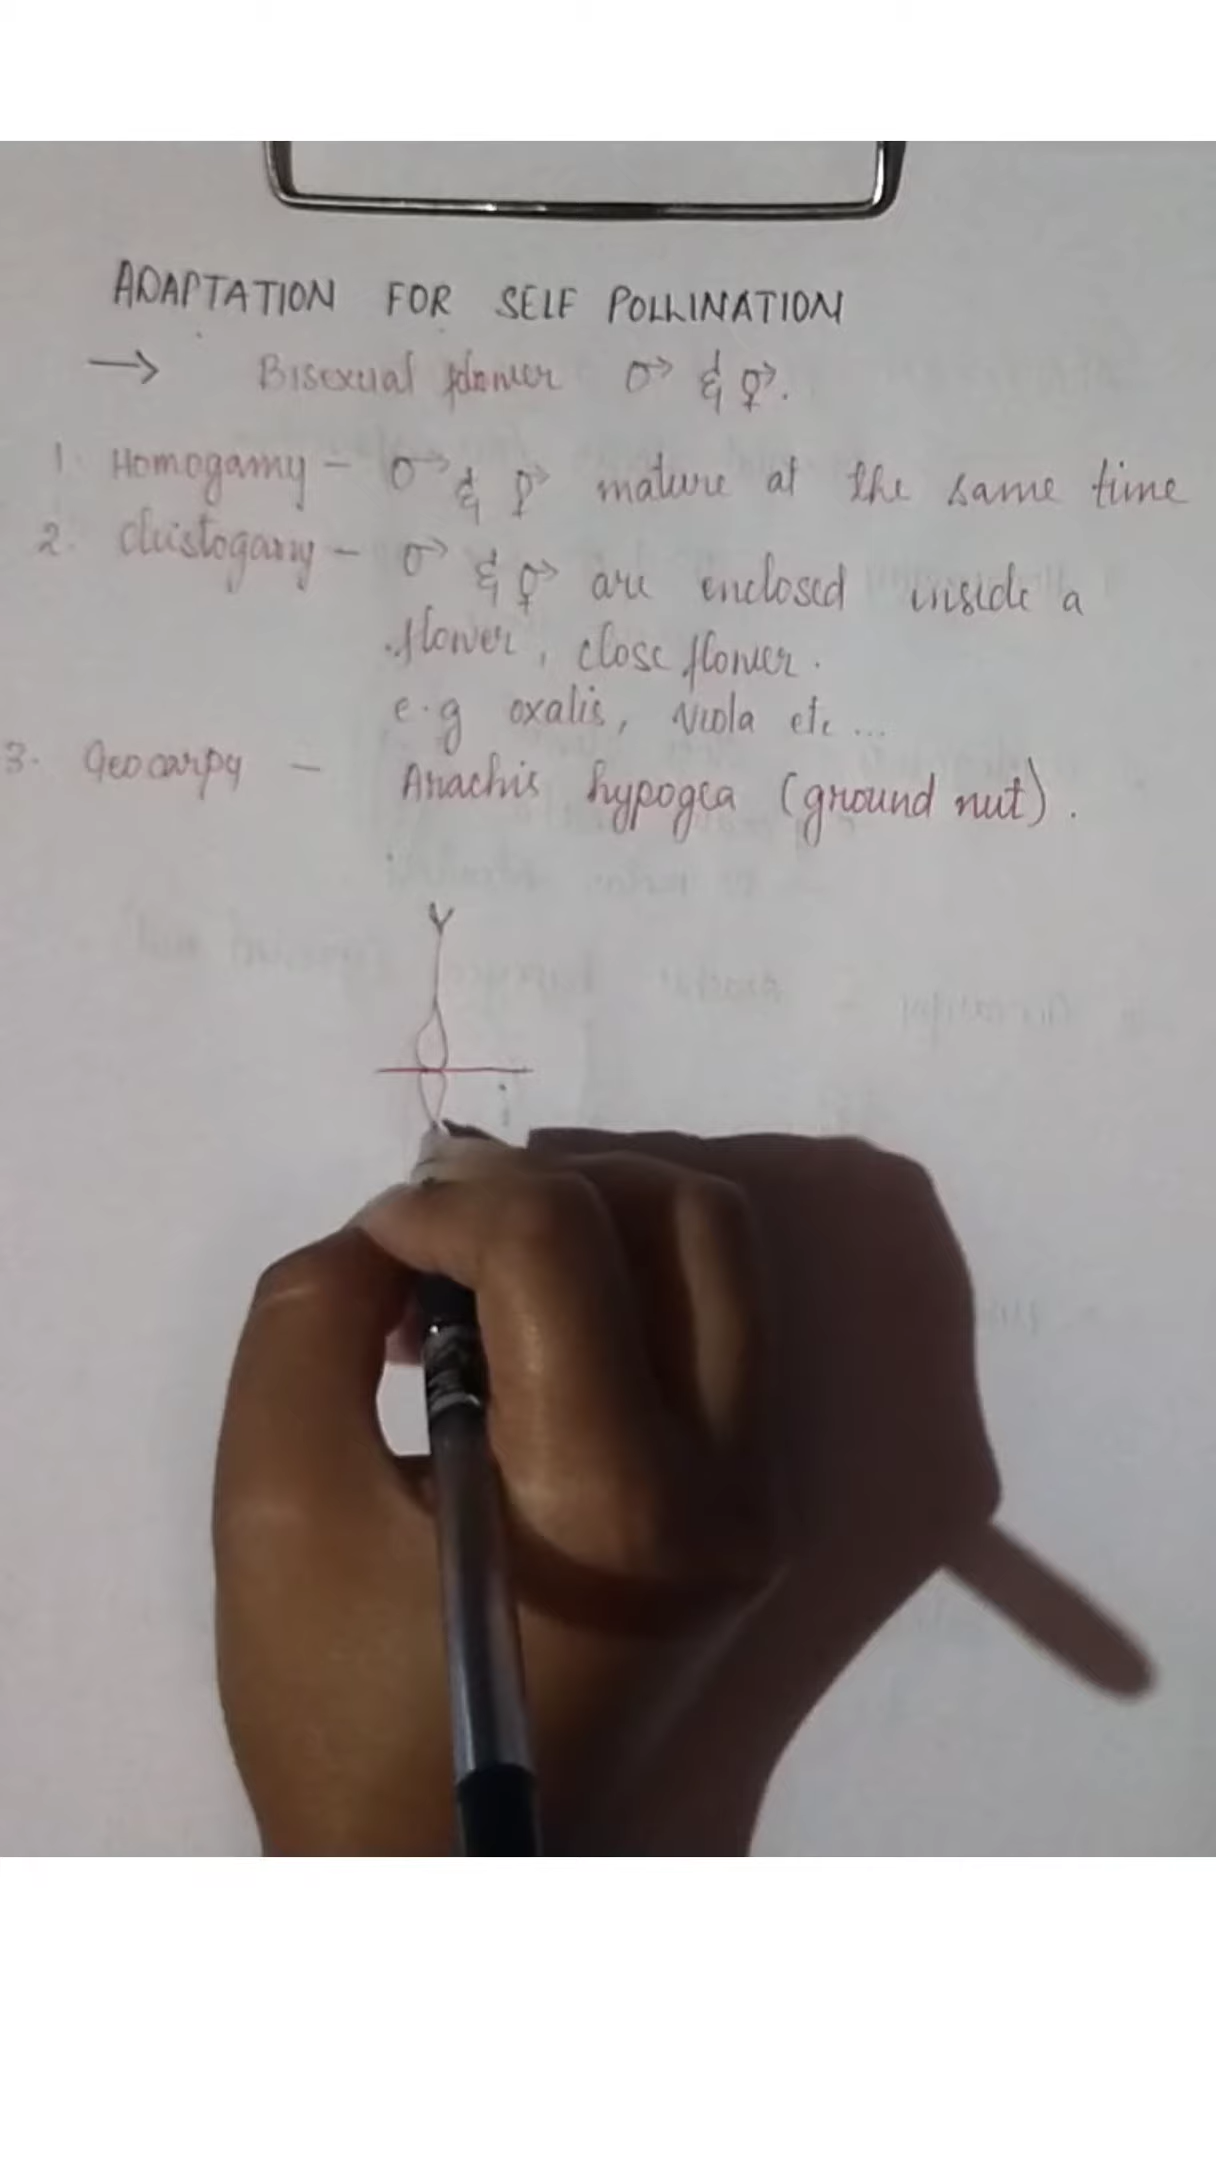 ADAPTATION FOR SELF POLLINATION
→ Bisexual flower ♂ & ♀.
1. Homogamy - ♂ & ♀ mature at the same time
2. Cleistogamy - ♂ & ♀ are enclosed inside a
flower, close flower.
e.g oxalis, viola etc...
3. Geocarpy - Arachis hypogea (ground nut).